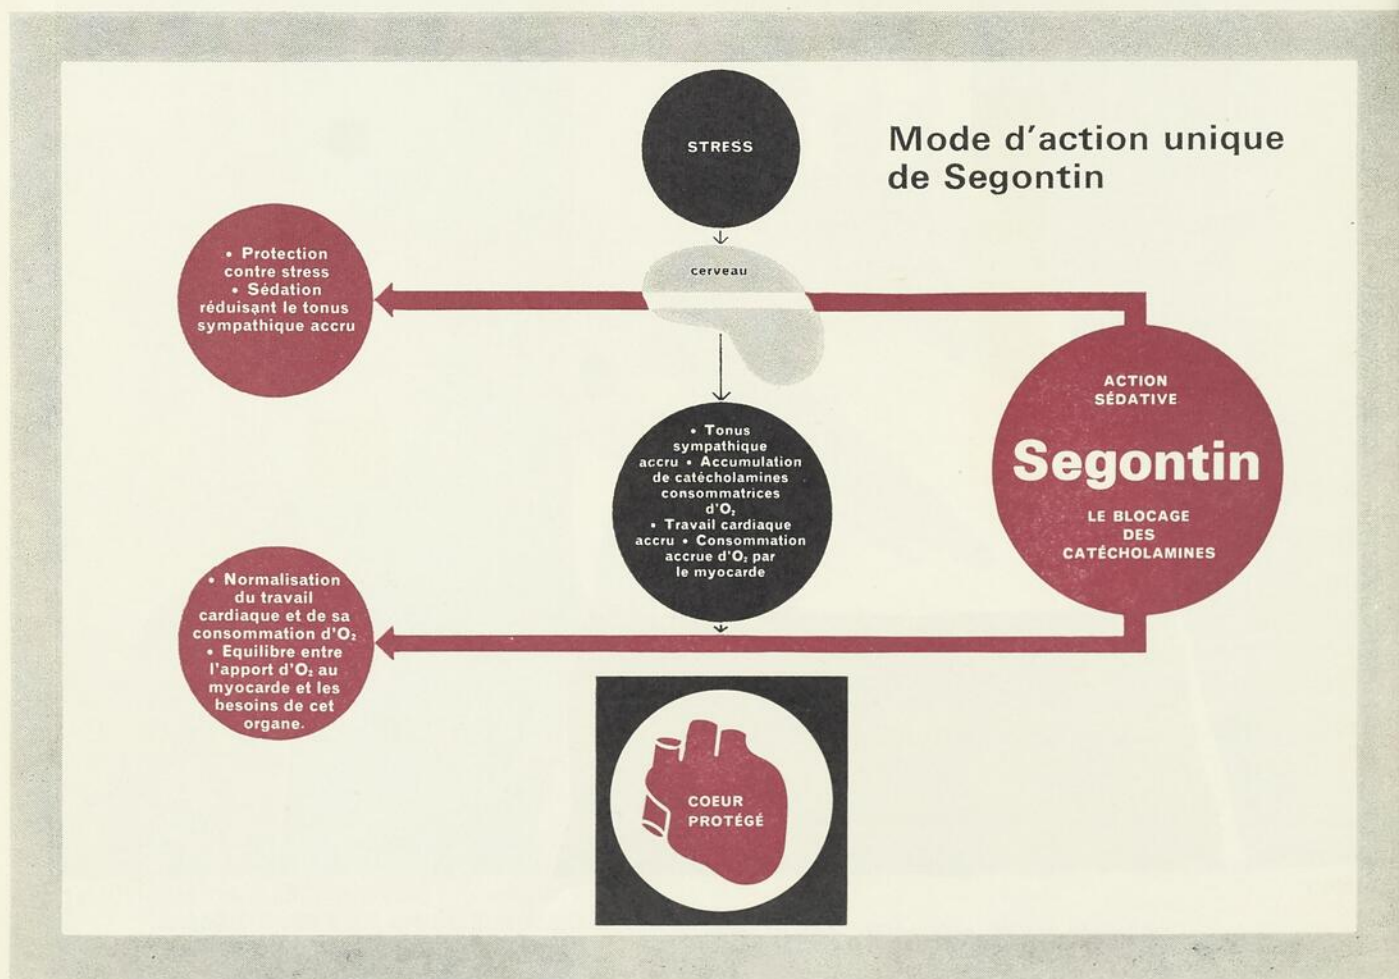 STRESS
Mode d'action unique
de Segontin
cerveau
• Protection
contre stress
• Sédation
réduisant le tonus
sympathique accru
ACTION
SÉDATIVE
Segontin
LE BLOCAGE
DES
CATÉCHOLAMINES
• Tonus
sympathique
accru • Accumulation
de catécholamines
consommatrices
d'O₂
• Travail cardiaque
accru • Consommation
accrue d'O₂ par
le myocarde
• Normalisation
du travail
cardiaque et de sa
consommation d'O₂
• Equilibre entre
l'apport d'O₂ au
myocarde et les
besoins de cet
organe.
COEUR
PROTÉGÉ